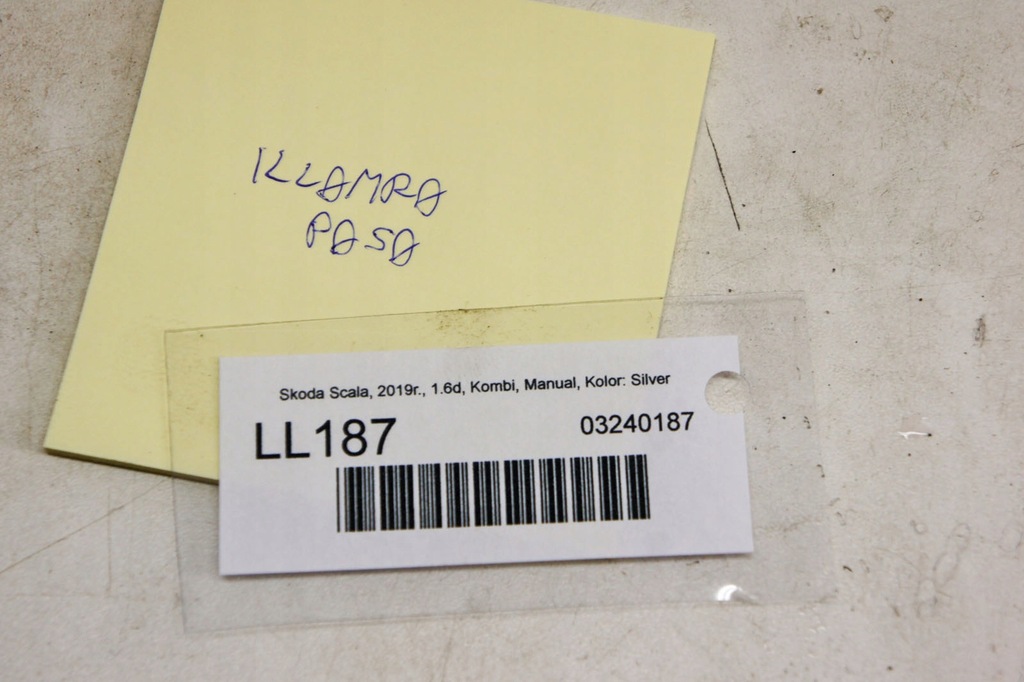 KLAMRA
PASA
Skoda Scala, 2019r., 1.6d, Kombi, Manual, Kolor: Silver
LL187
03240187